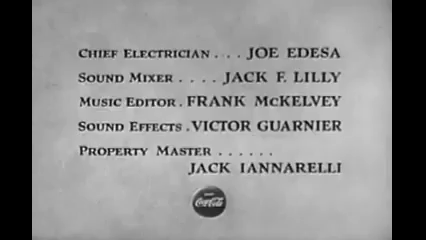 CHIEF ELECTRICIAN . . . JOE EDESA
SOUND MIXER . . . . JACK F. LILLY
MUSIC EDITOR . FRANK McKELVEY
SOUND EFFECTS . VICTOR GUARNIER
PROPERTY MASTER . . . . . .
JACK IANNARELLI
Coca-Cola